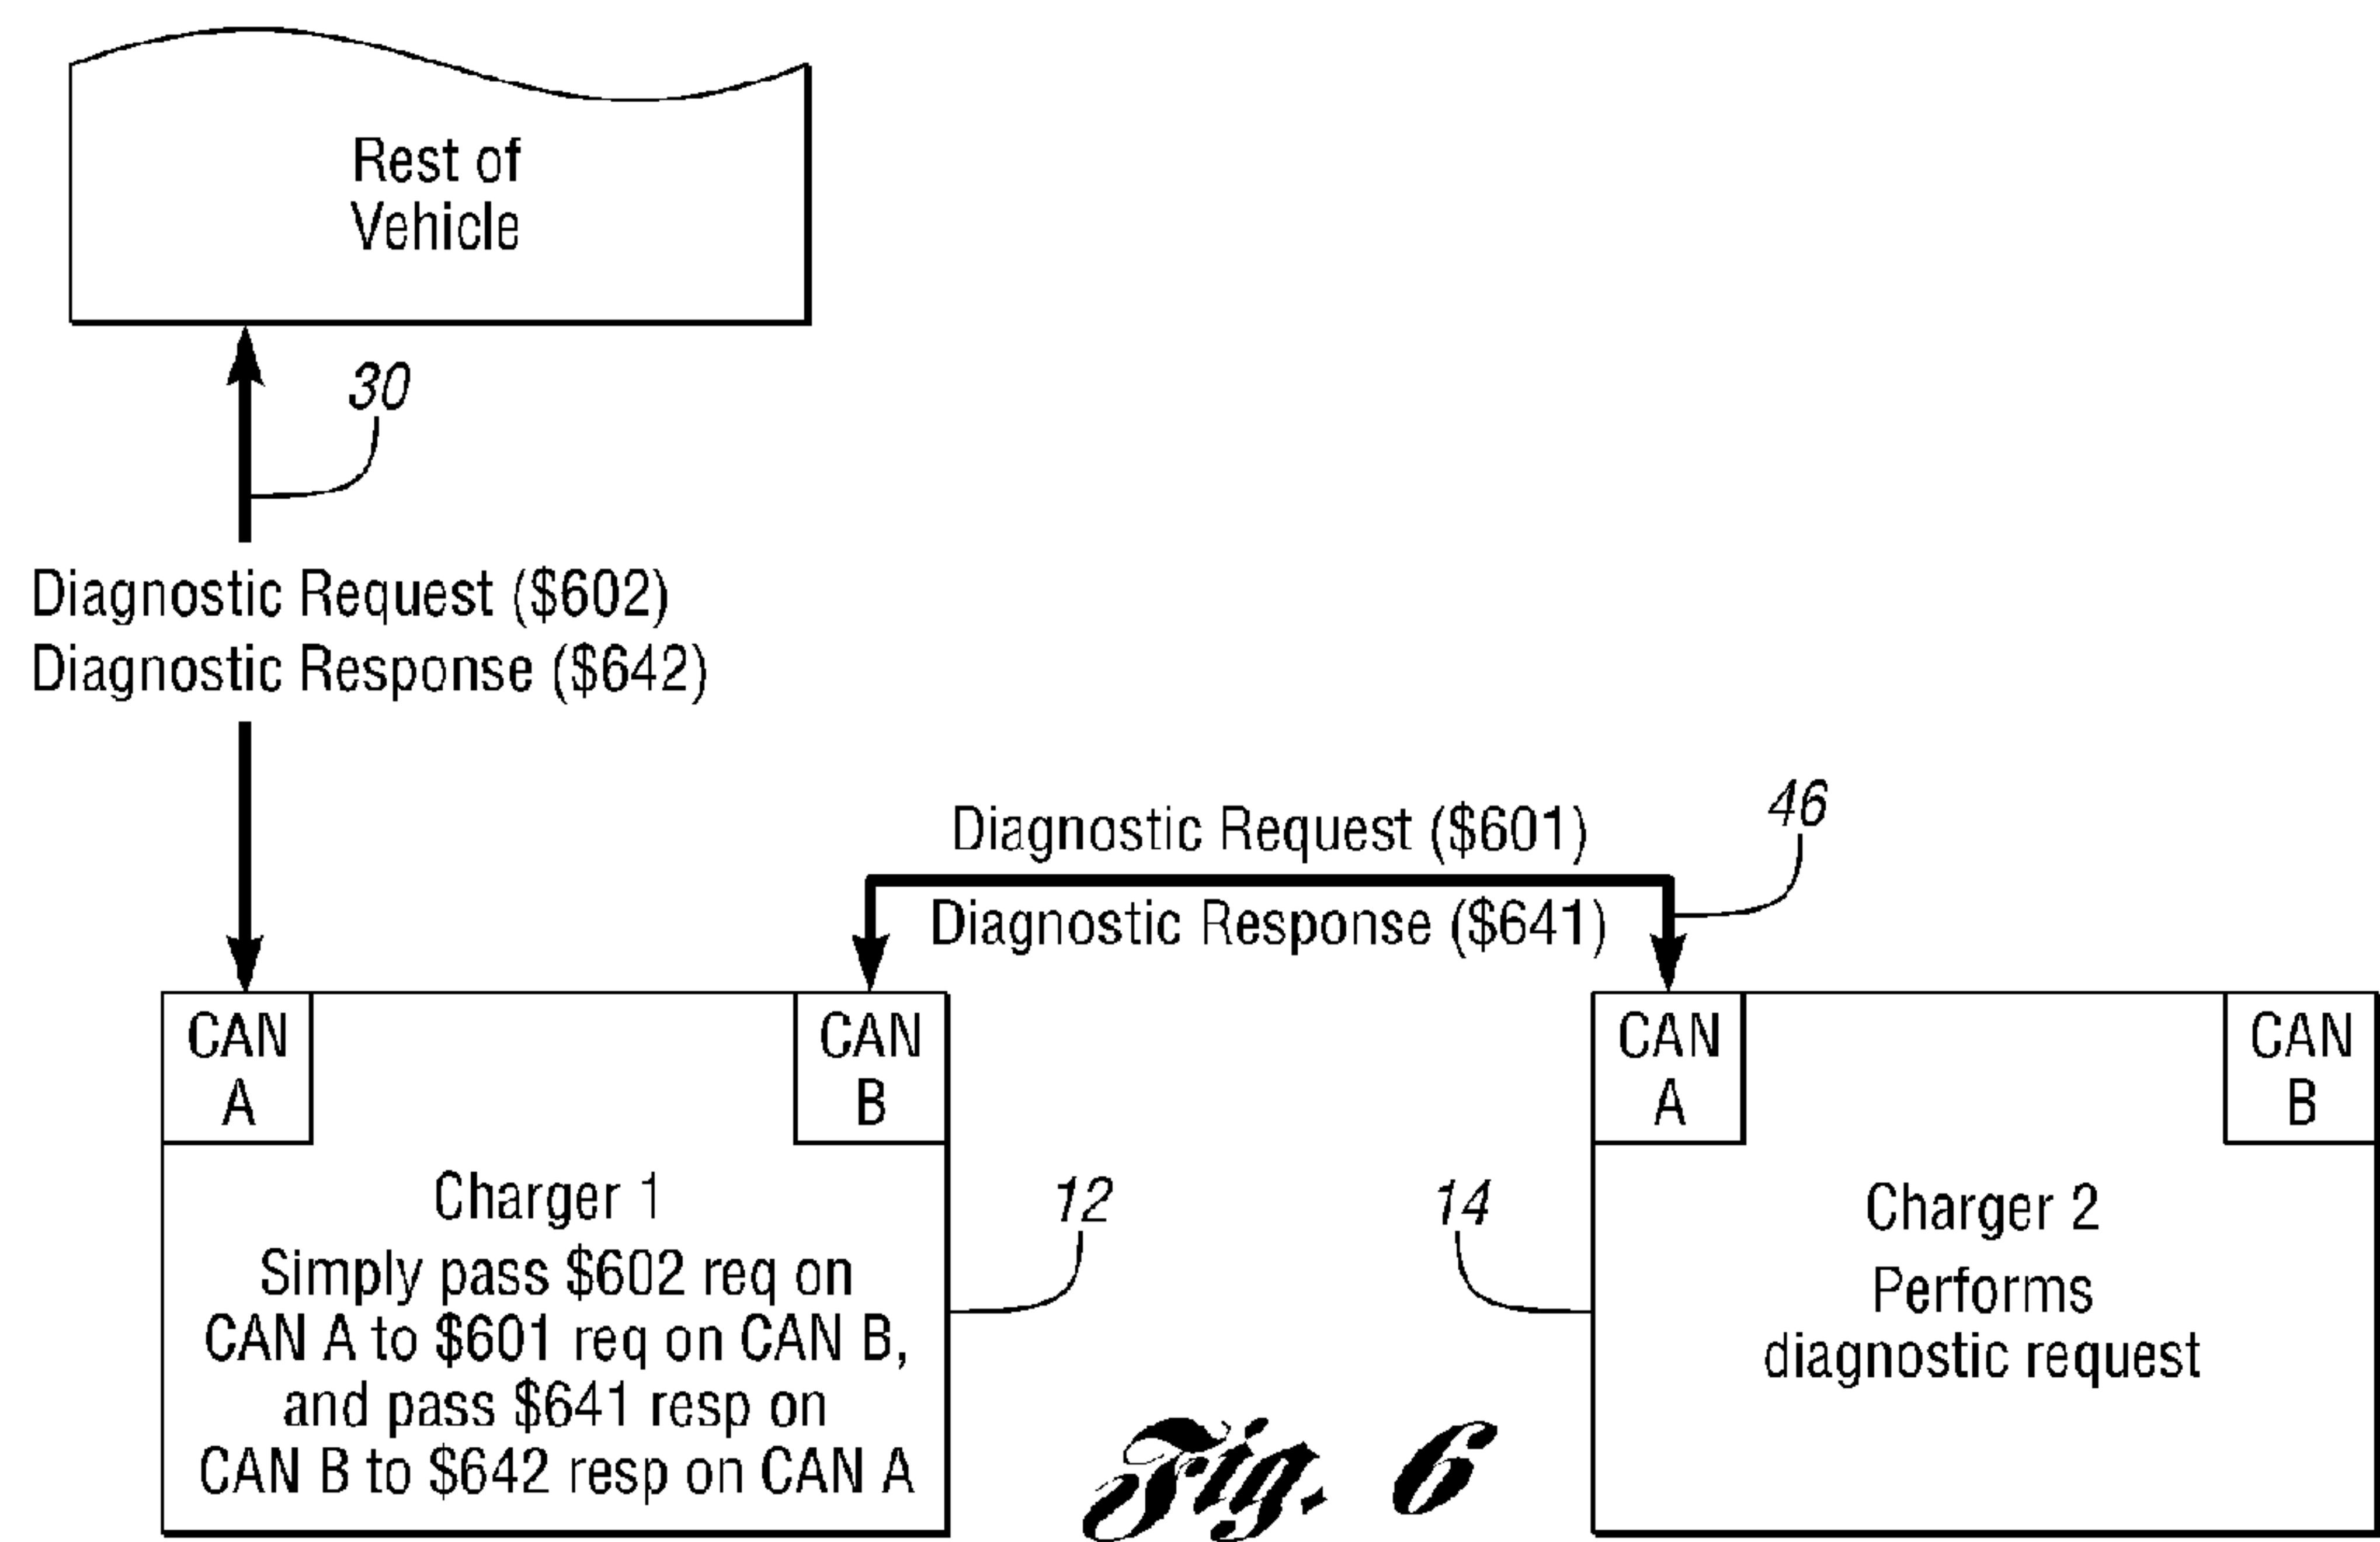 Rest of
Vehicle
30
Diagnostic Request ($602)
Diagnostic Response ($642)
Diagnostic Request ($601)
46
Diagnostic Response ($641)
CAN
A
CAN
B
Charger 1
Simply pass $602 req on
CAN A to $601 req on CAN B,
and pass $641 resp on
CAN B to $642 resp on CAN A
12
14
CAN
A
CAN
B
Charger 2
Performs
diagnostic request
Fig. 6